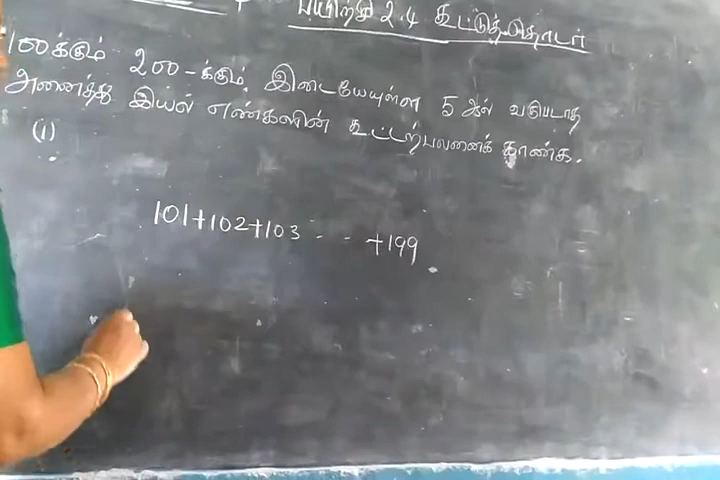 பயிற்சி 2.4 கூட்டுத் தொடர்
100க்கும் 200-க்கும் இடையேயுள்ள 5 ஆல் வகுபடாத
அனைத்து இயல் எண்களின் கூட்டற்பலனைக் காண்க.
(i)
101+102+103 - - - +199